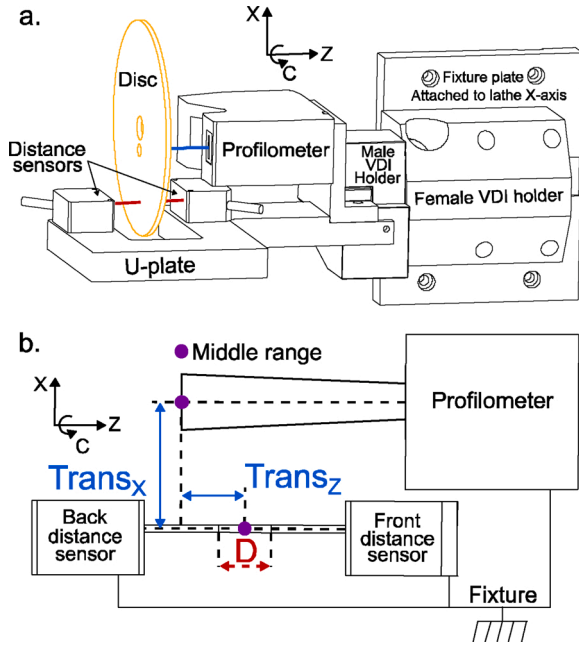 a.
X
Z
C
Disc
Fixture plate
Attached to lathe X-axis
Distance
sensors
Profilometer
Male
VDI
Holder
Female VDI holder
U-plate
b.
Middle range
X
Z
C
Profilometer
TransX
TransZ
Back
distance
sensor
D
Front
distance
sensor
Fixture